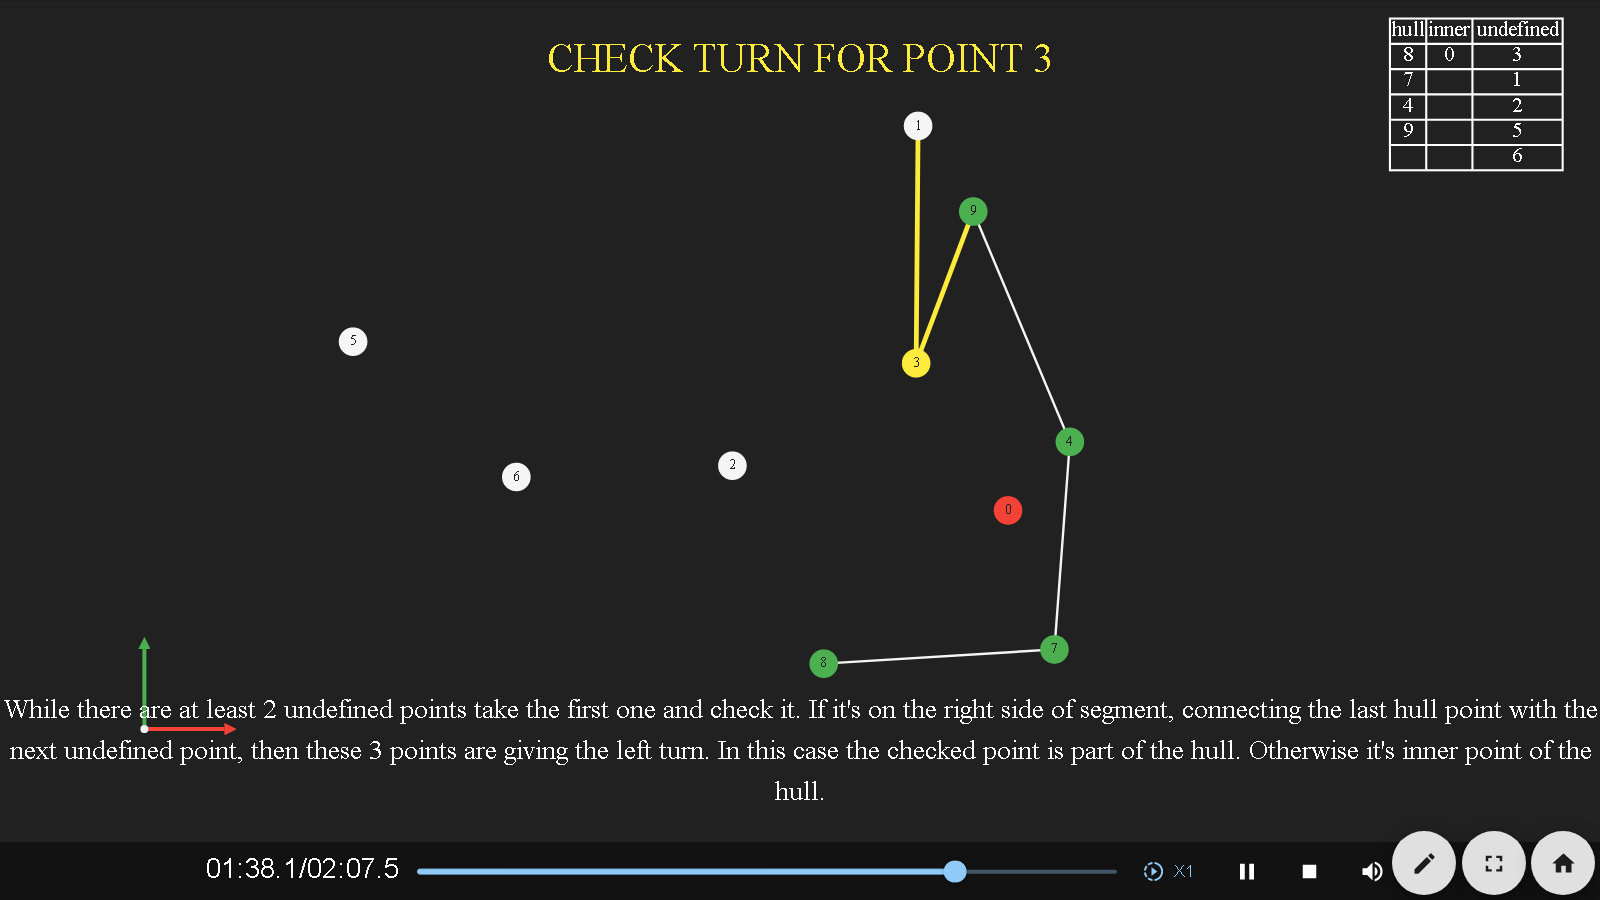 CHECK TURN FOR POINT 3
hull inner undefined
8 0 3
7 1
4 2
9 5
6
1
9
5
3
4
6
2
0
7
8
While there are at least 2 undefined points take the first one and check it. If it's on the right side of segment, connecting the last hull point with the
next undefined point, then these 3 points are giving the left turn. In this case the checked point is part of the hull. Otherwise it's inner point of the
hull.
01:38.1/02:07.5
X1